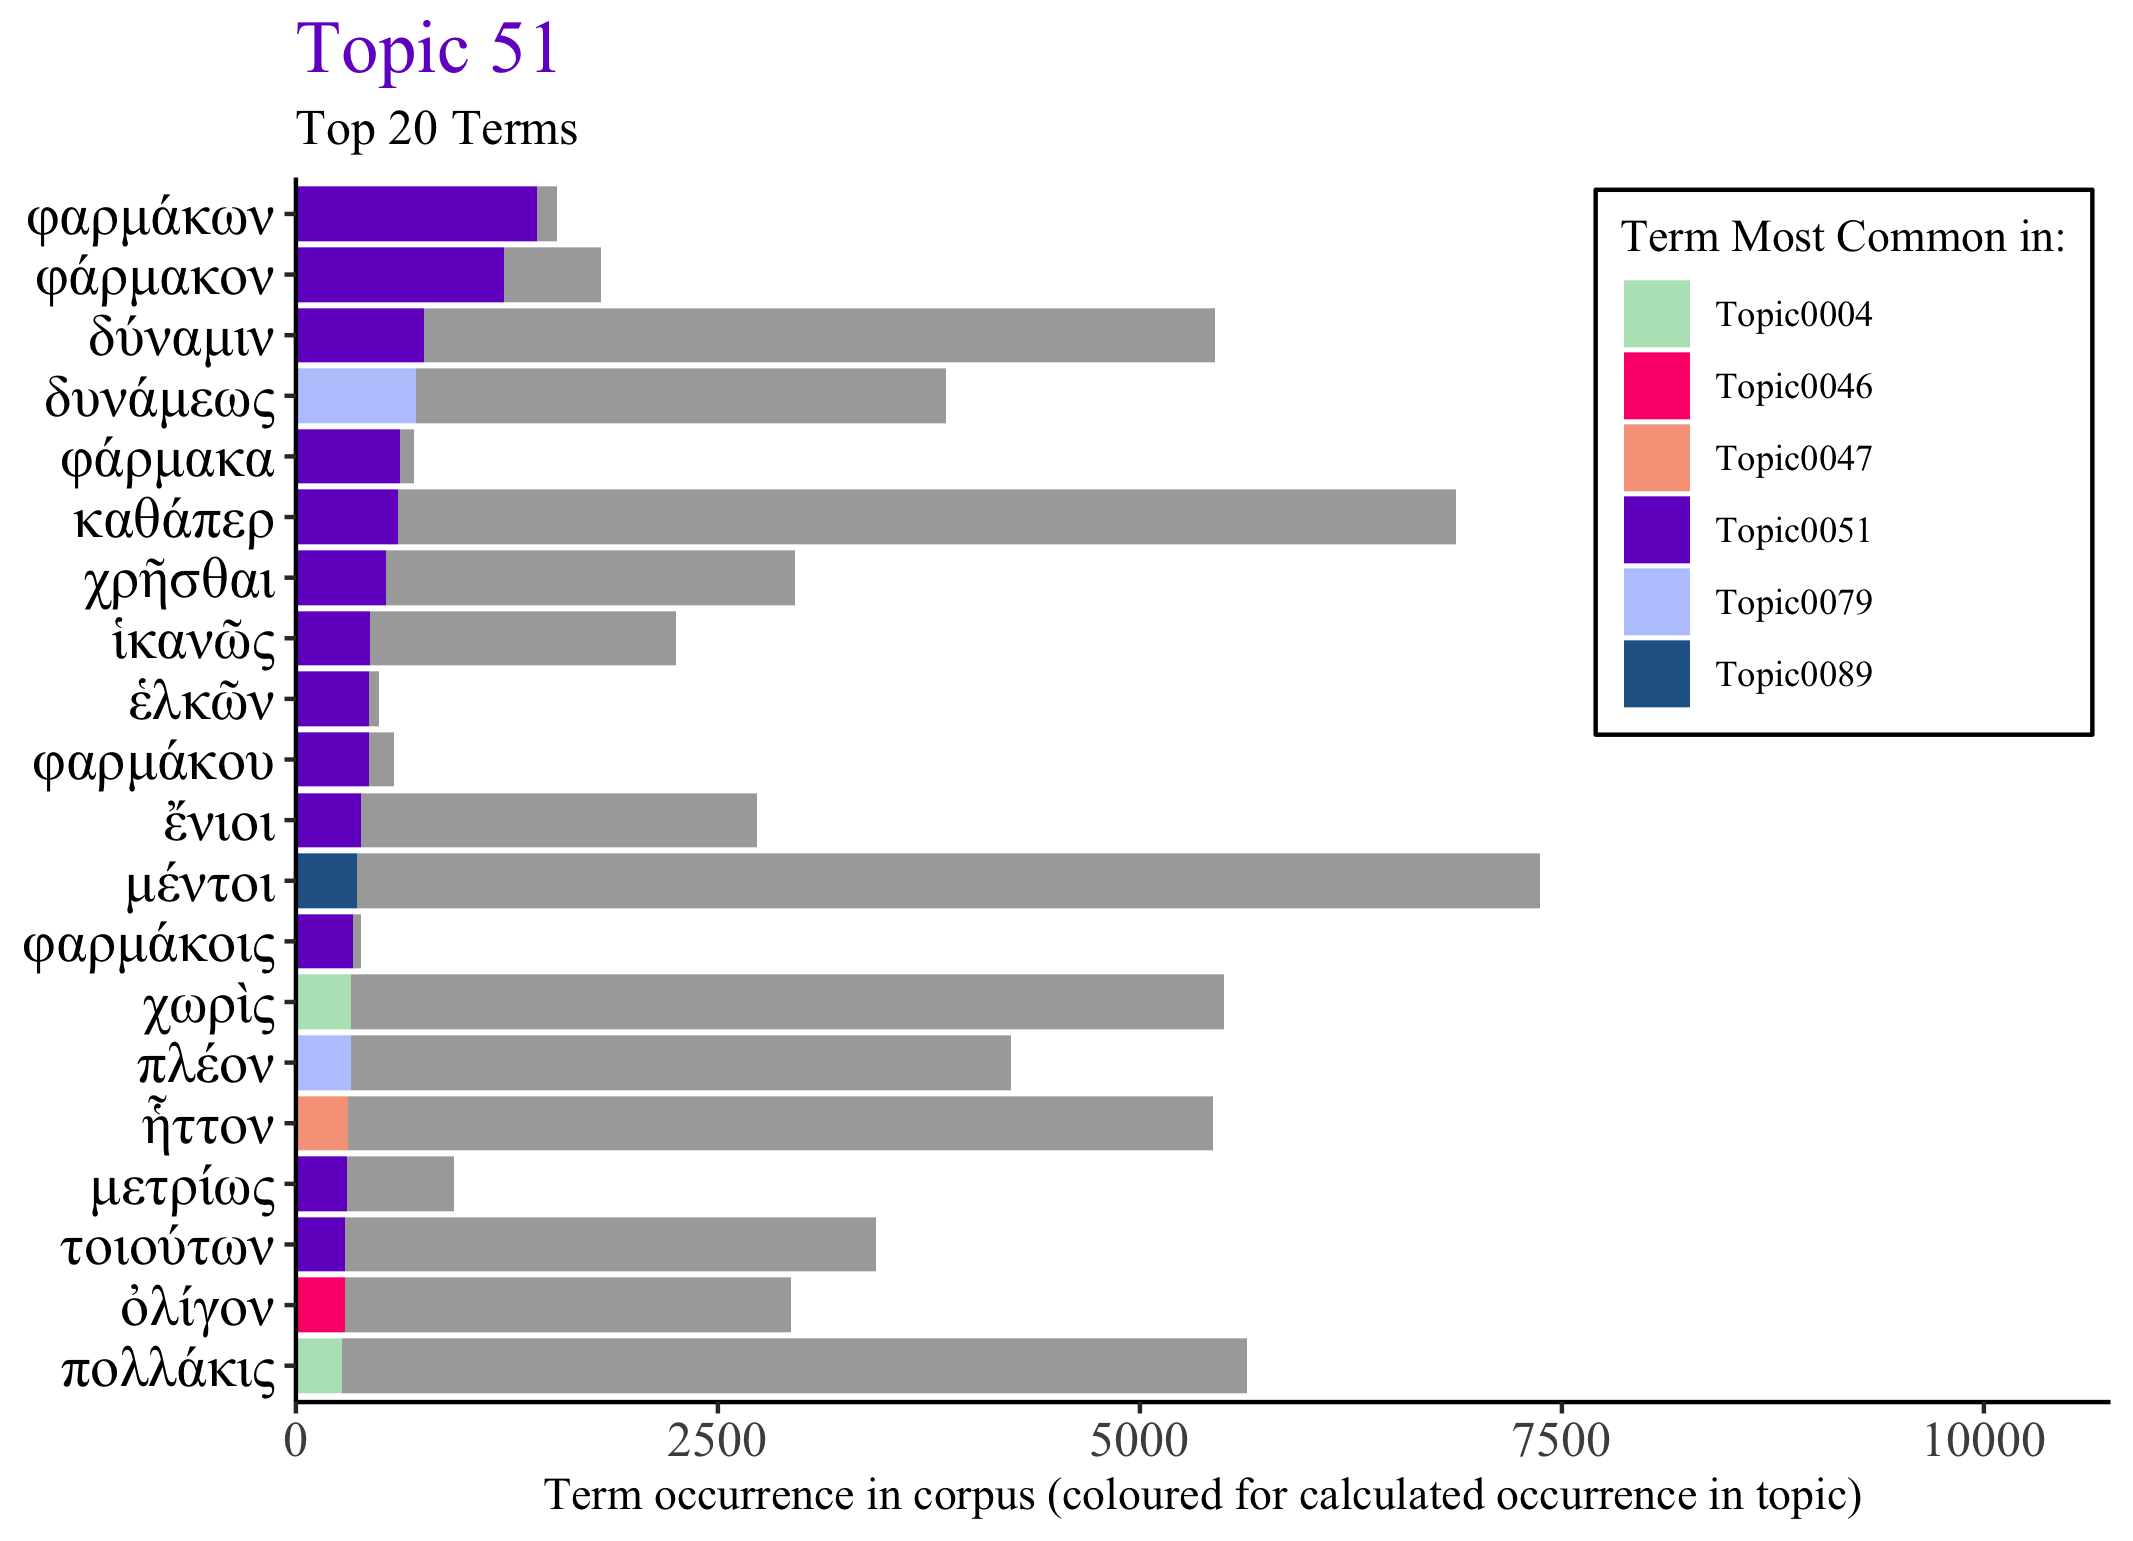 Topic 51
Top 20 Terms
φαρμάκων
φάρμακον
δύναμιν
δυνάμεως
φάρμακα
καθάπερ
χρῆσθαι
ἱκανῶς
ἑλκῶν
φαρμάκου
ἔνιοι
μέντοι
φαρμάκοις
χωρὶς
πλέον
ἧττον
μετρίως
τοιούτων
ὀλίγον
πολλάκις
0 2500 5000 7500 10000
Term occurrence in corpus (coloured for calculated occurrence in topic)
Term Most Common in:
Topic0004
Topic0046
Topic0047
Topic0051
Topic0079
Topic0089